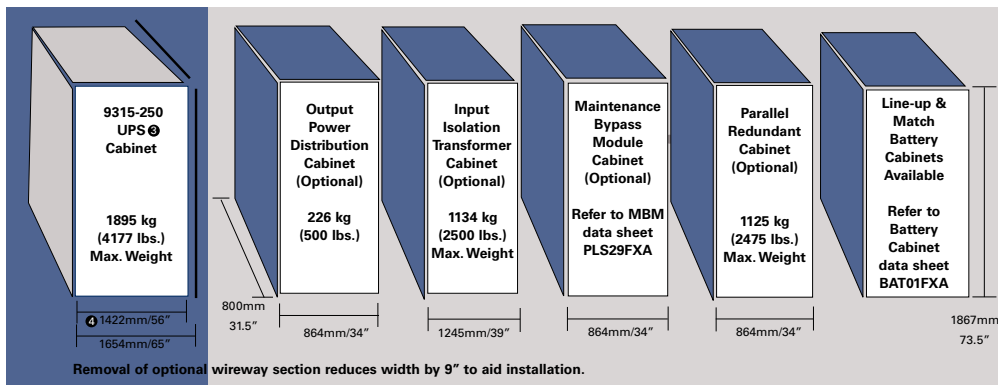 9315-250
UPS ❸
Cabinet
1895 kg
(4177 lbs.)
Max. Weight
❹ 1422mm/56”
1654mm/65”
Output
Power
Distribution
Cabinet
(Optional)
226 kg
(500 lbs.)
800mm
31.5”
864mm/34”
Input
Isolation
Transformer
Cabinet
(Optional)
1134 kg
(2500 lbs.)
Max. Weight
1245mm/39”
Maintenance
Bypass
Module
Cabinet
(Optional)
Refer to MBM
data sheet
PLS29FXA
864mm/34”
Parallel
Redundant
Cabinet
(Optional)
1125 kg
(2475 lbs.)
Max. Weight
864mm/34”
Line-up &
Match
Battery
Cabinets
Available
Refer to
Battery
Cabinet
data sheet
BAT01FXA
1867mm
73.5”
Removal of optional wireway section reduces width by 9” to aid installation.